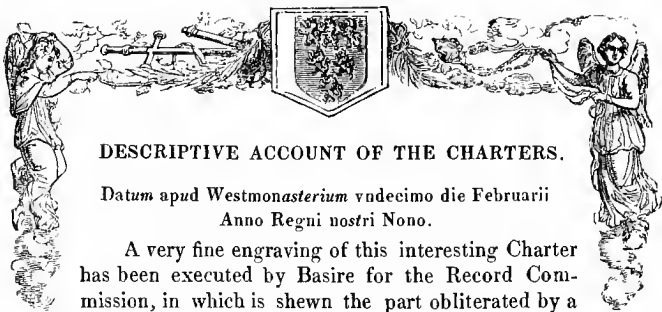 DESCRIPTIVE ACCOUNT OF THE CHARTERS.
Datum apud Westmonasterium vndecimo die Februarii
Anno Regni nostri Nono.
A very fine engraving of this interesting Charter
has been executed by Basire for the Record Com-
mission, in which is shewn the part obliterated by a